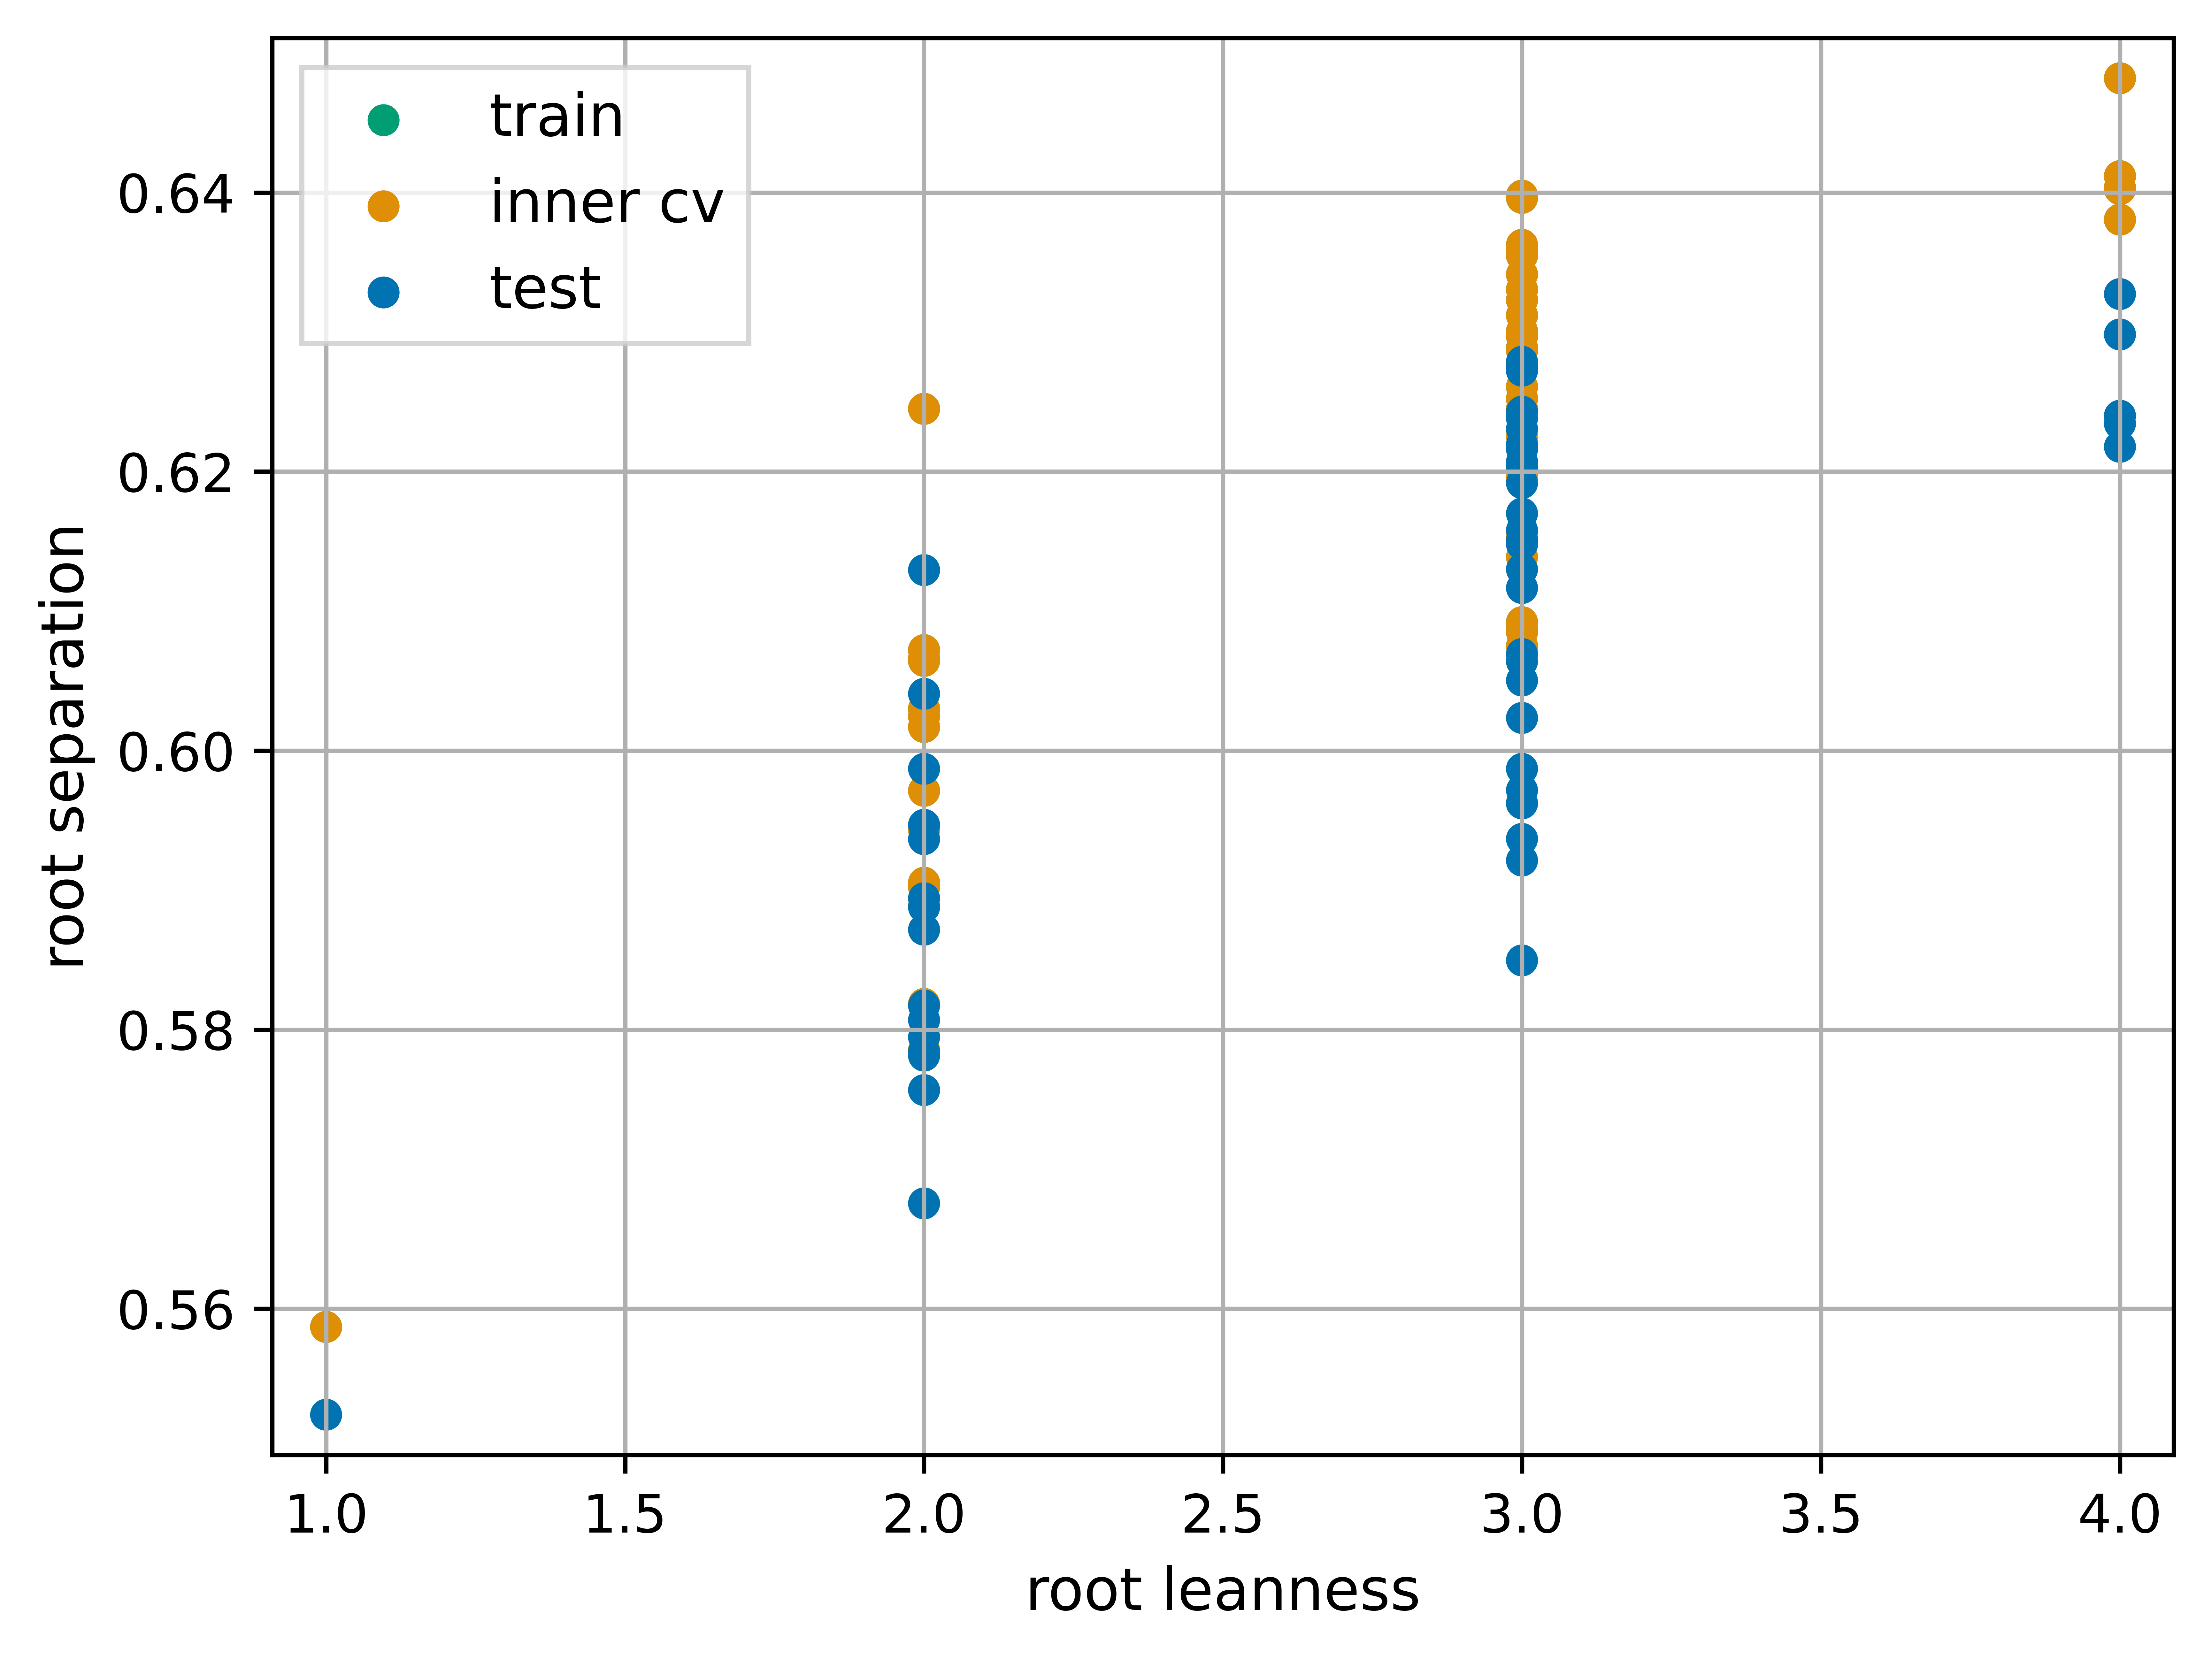 train
inner cv
test
0.64
0.62
0.60
0.58
0.56
root separation
1.0 1.5 2.0 2.5 3.0 3.5 4.0
root leanness